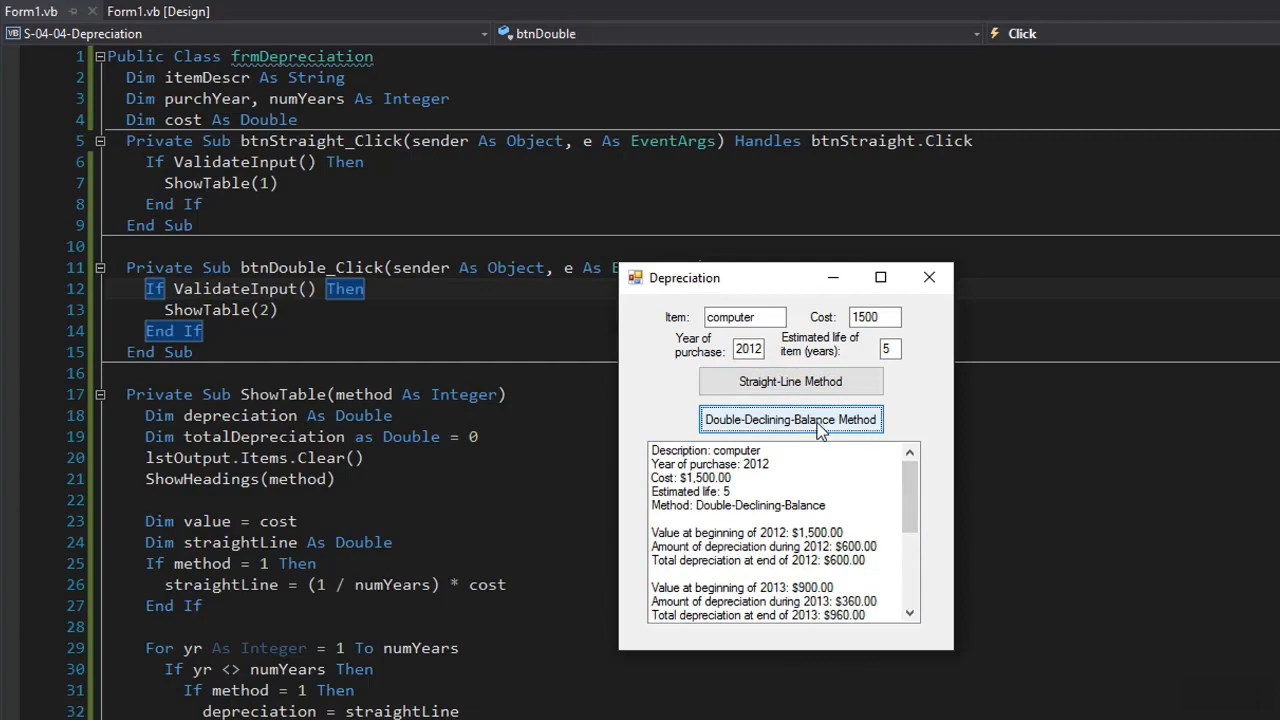 Form1.vb Form1.vb [Design]
VB S-04-04-Depreciation btnDouble Click
1 Public Class frmDepreciation
2 Dim itemDescr As String
3 Dim purchYear, numYears As Integer
4 Dim cost As Double
5 Private Sub btnStraight_Click(sender As Object, e As EventArgs) Handles btnStraight.Click
6 If ValidateInput() Then
7 ShowTable(1)
8 End If
9 End Sub
10
11 Private Sub btnDouble_Click(sender As Object, e As E
12 If ValidateInput() Then
13 ShowTable(2)
14 End If
15 End Sub
16
17 Private Sub ShowTable(method As Integer)
18 Dim depreciation As Double
19 Dim totalDepreciation as Double = 0
20 lstOutput.Items.Clear()
21 ShowHeadings(method)
22
23 Dim value = cost
24 Dim straightLine As Double
25 If method = 1 Then
26 straightLine = (1 / numYears) * cost
27 End If
28
29 For yr As Integer = 1 To numYears
30 If yr <> numYears Then
31 If method = 1 Then
32 depreciation = straightLine
Depreciation
Item: computer Cost: 1500
Year of purchase: 2012 Estimated life of item (years): 5
Straight-Line Method
Double-Declining-Balance Method
Description: computer
Year of purchase: 2012
Cost: $1,500.00
Estimated life: 5
Method: Double-Declining-Balance
Value at beginning of 2012: $1,500.00
Amount of depreciation during 2012: $600.00
Total depreciation at end of 2012: $600.00
Value at beginning of 2013: $900.00
Amount of depreciation during 2013: $360.00
Total depreciation at end of 2013: $960.00